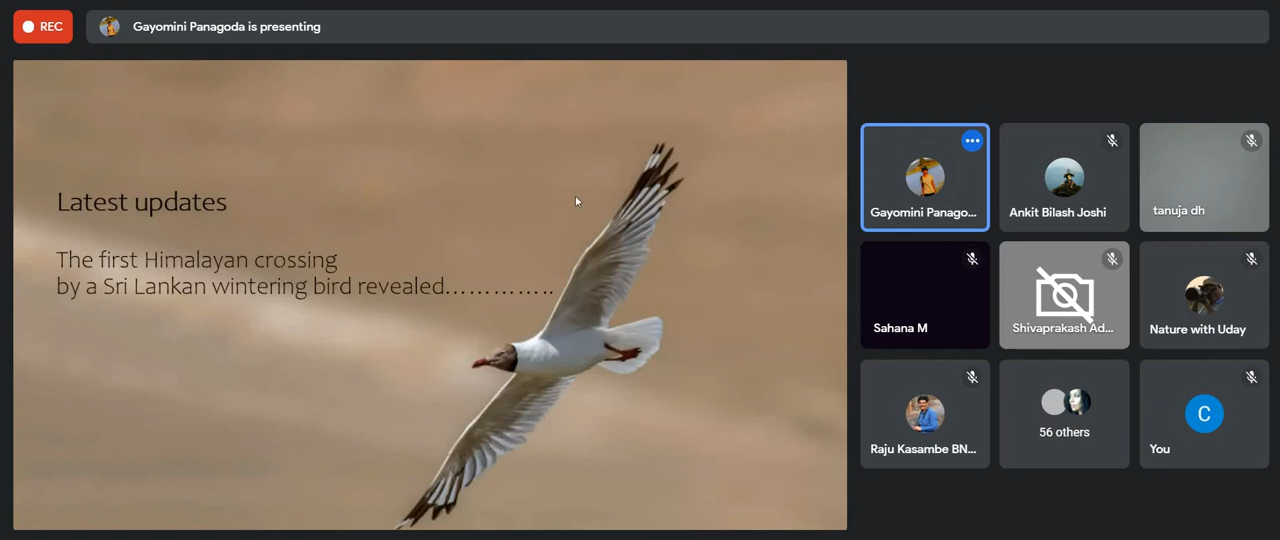 REC
Gayomini Panagoda is presenting
Latest updates
The first Himalayan crossing
by a Sri Lankan wintering bird revealed…………..
Gayomini Panago...
Ankit Bilash Joshi
tanuja dh
Sahana M
Shivaprakash Ad...
Nature with Uday
Raju Kasambe BN...
56 others
C
You